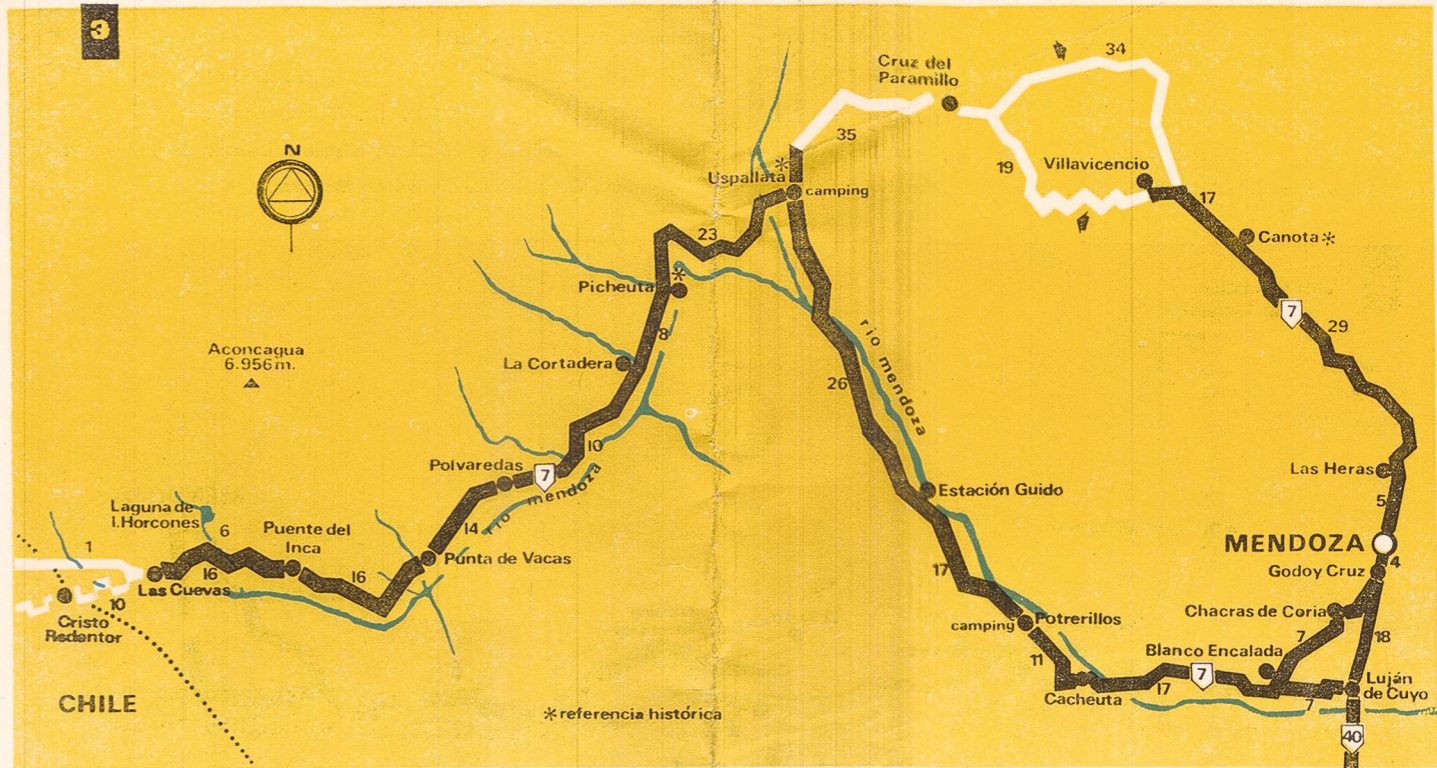 3
N
Cruz del
Paramillo
34
35
19
Villavicencio
17
Uspallata*
camping
Canota*
23
*
Picheuta
7
29
8
La Cortadera
Aconcagua
6.956m.
26
río mendoza
10
Polvaredas
7
río mendoza
Las Heras
Estación Guido
5
Laguna de
l.Horcones
6
Puente del
Inca
14
MENDOZA
1
16
16
Punta de Vacas
4
Godoy Cruz
Las Cuevas
17
10
Cristo
Redentor
camping
Potrerillos
Chacras de Coria
7
18
Blanco Encalada
11
7
17
Cacheuta
Luján
de Cuyo
7
CHILE
*referencia histórica
40